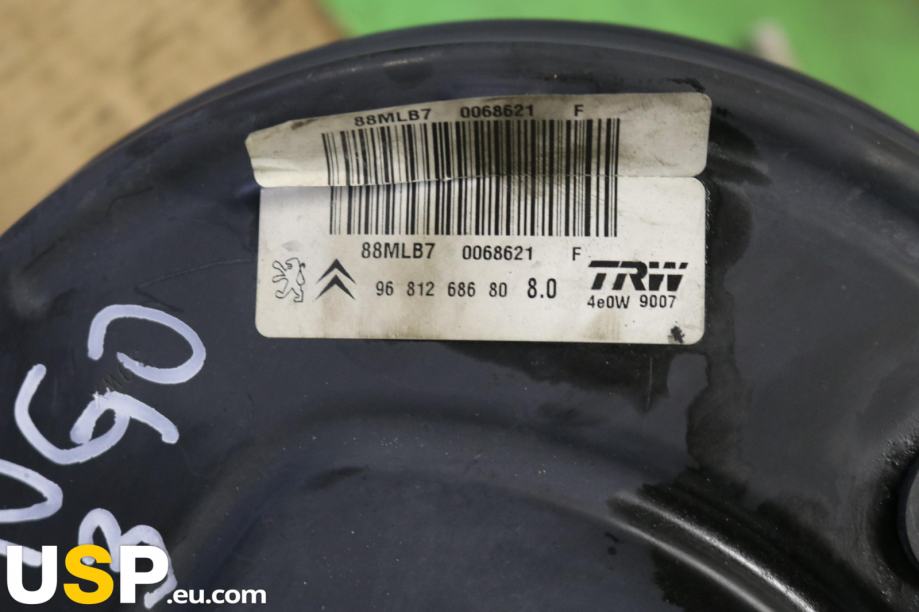 88MLB7 0068621 F
88MLB7 0068621 F
96 812 686 80 8.0
TRW
4e0W 9007
USP.eu.com